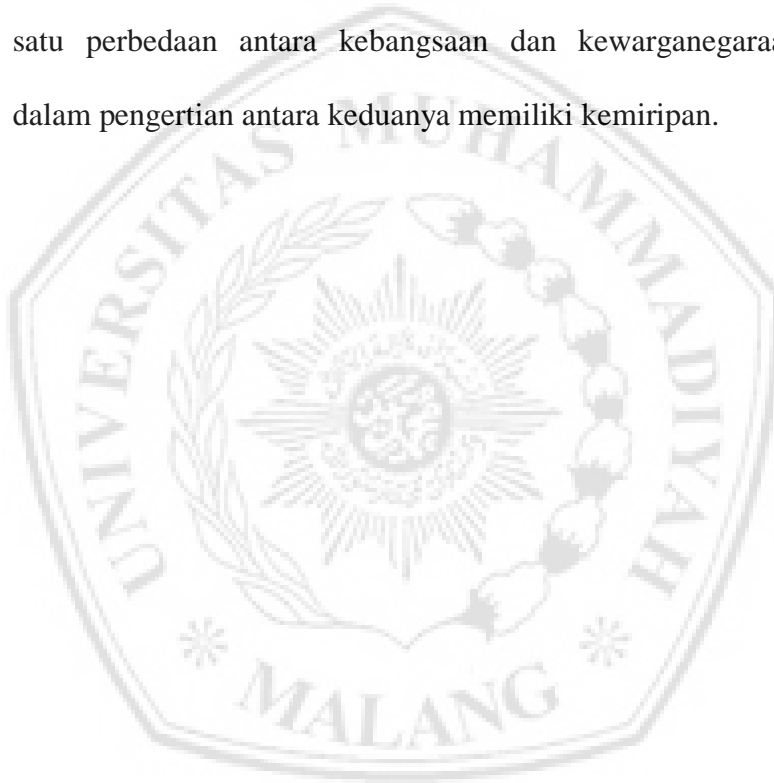 satu perbedaan antara kebangsaan dan kewarganegaraa
dalam pengertian antara keduanya memiliki kemiripan.
UNIVERSITAS MUHAMMADIYAH
MALANG